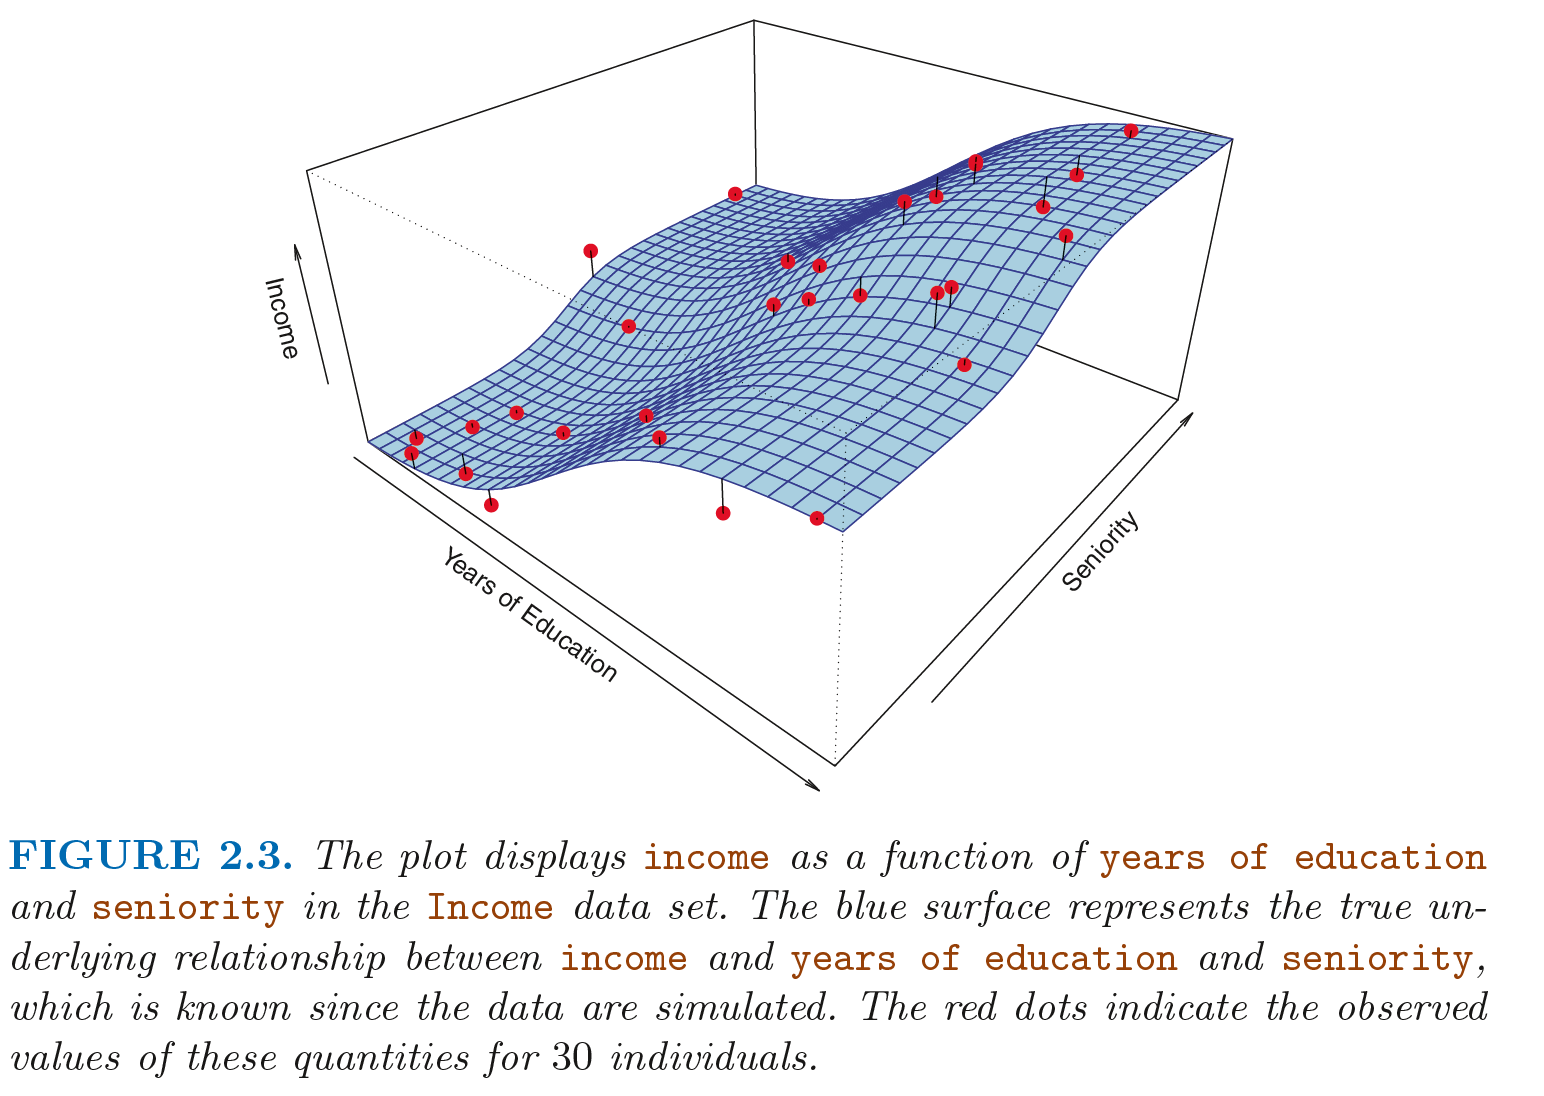 Income
Years of Education
Seniority
FIGURE 2.3. The plot displays income as a function of years of education
and seniority in the Income data set. The blue surface represents the true un-
derlying relationship between income and years of education and seniority,
which is known since the data are simulated. The red dots indicate the observed
values of these quantities for 30 individuals.